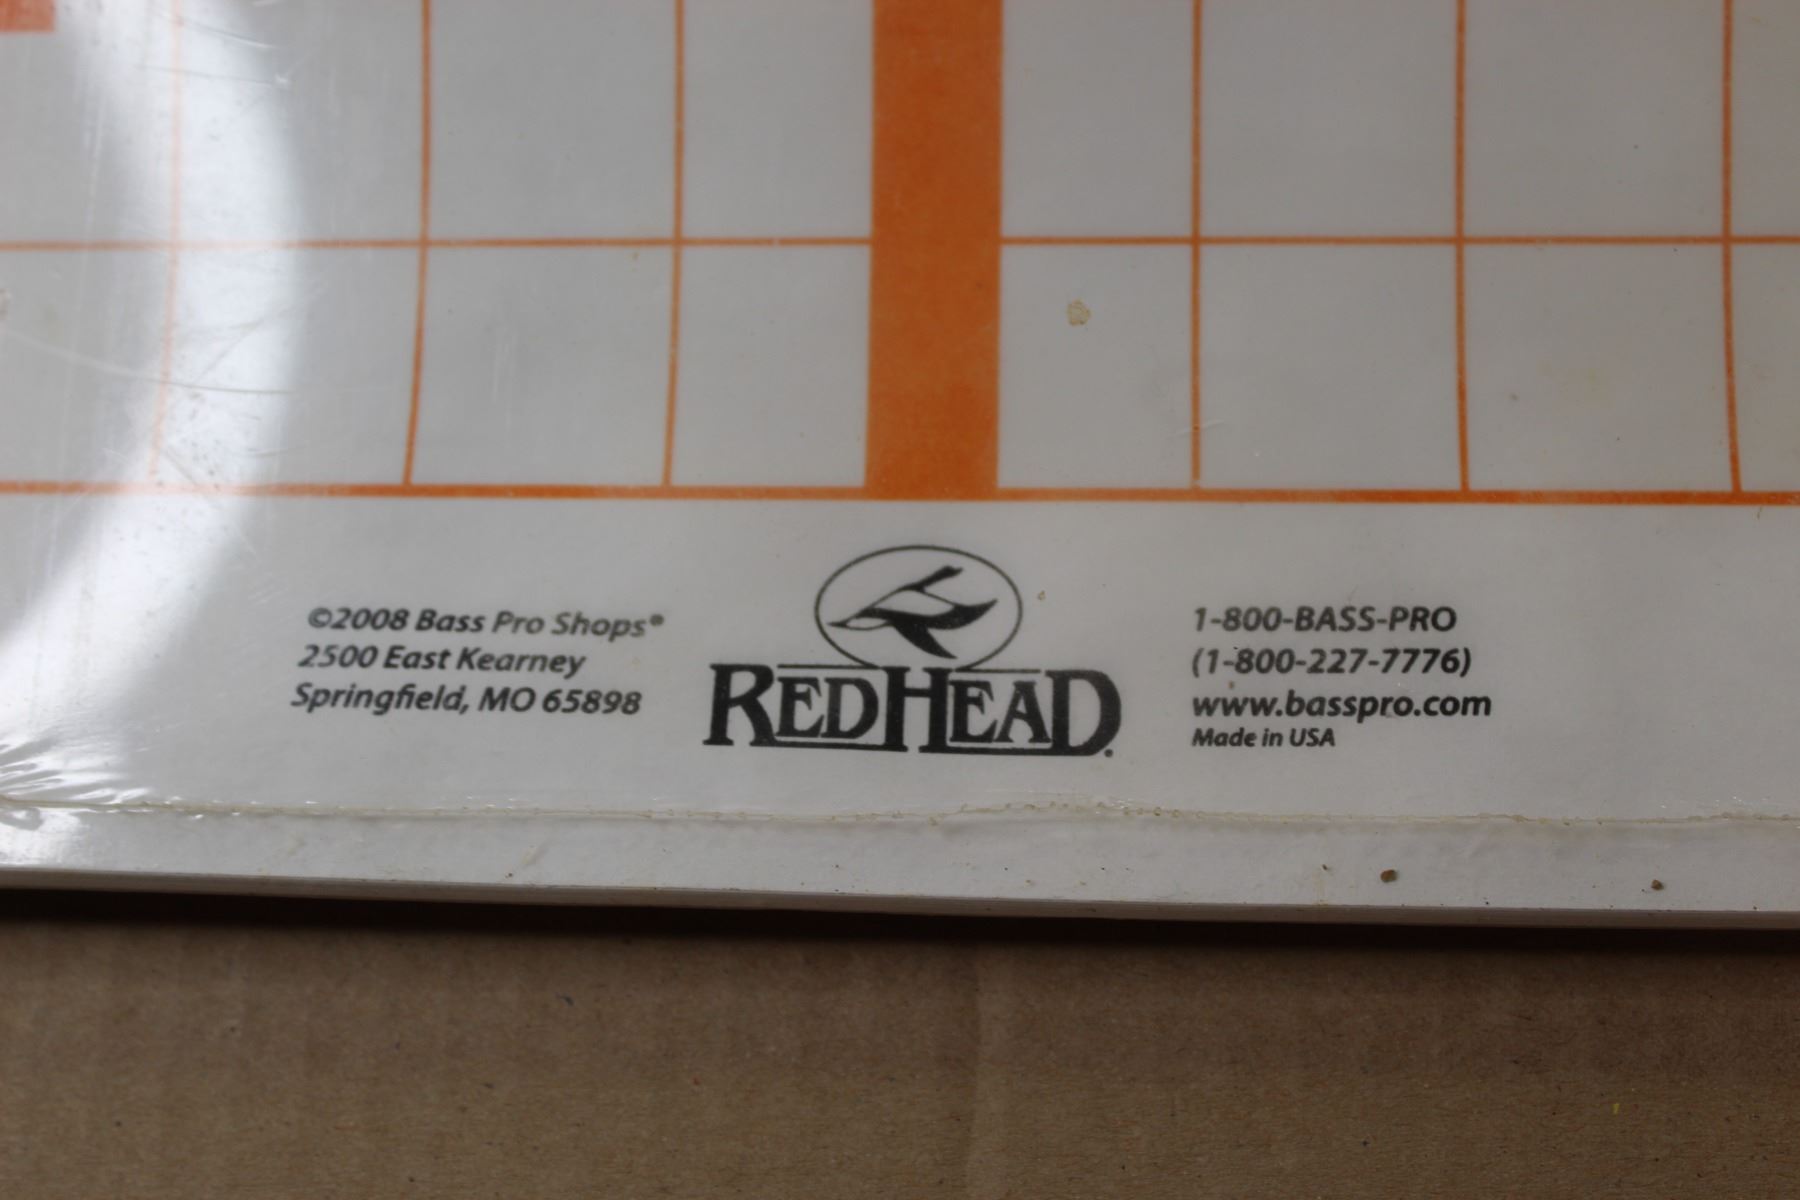 ©2008 Bass Pro Shops®
2500 East Kearney
Springfield, MO 65898
REDHEAD.
1-800-BASS-PRO
(1-800-227-7776)
www.basspro.com
Made in USA